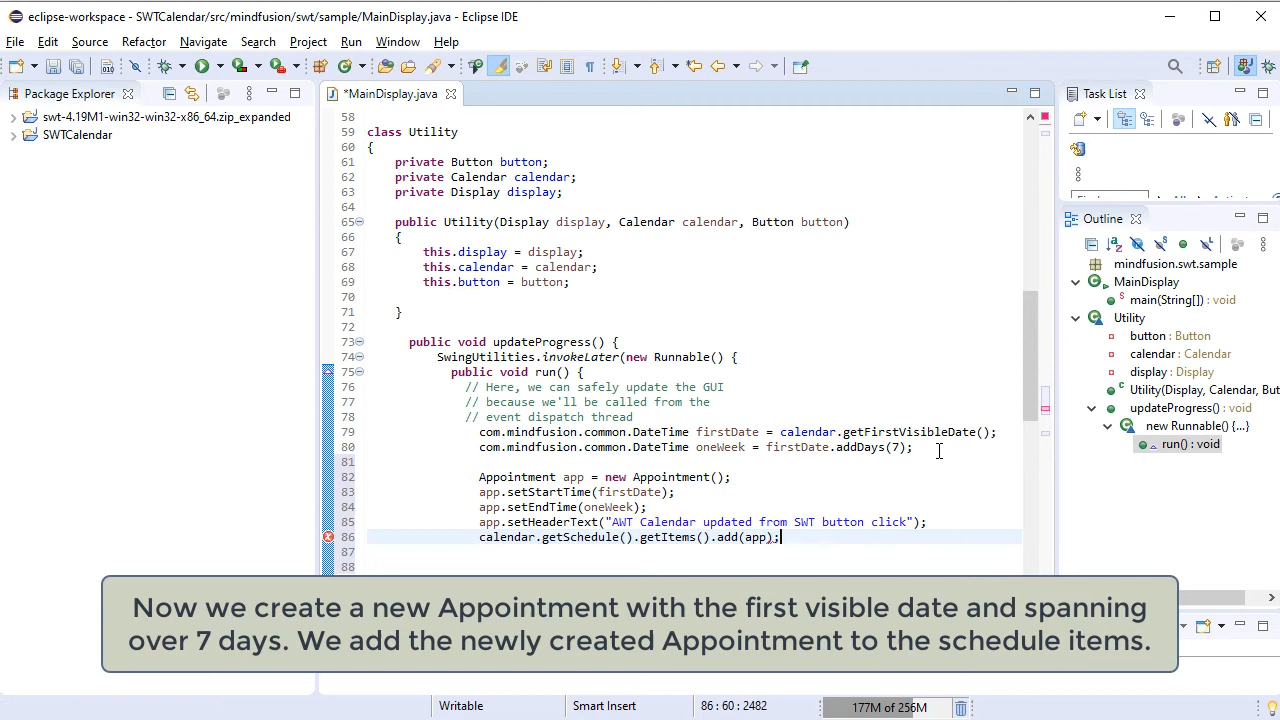 eclipse-workspace - SWTCalendar/src/mindfusion/swt/sample/MainDisplay.java - Eclipse IDE
File Edit Source Refactor Navigate Search Project Run Window Help
Package Explorer
*MainDisplay.java
Task List
swt-4.19M1-win32-win32-x86_64.zip_expanded
SWTCalendar
58
59 class Utility
60 {
61 private Button button;
62 private Calendar calendar;
63 private Display display;
64
65 public Utility(Display display, Calendar calendar, Button button)
66 {
67 this.display = display;
68 this.calendar = calendar;
69 this.button = button;
70
71 }
72
73 public void updateProgress() {
74 SwingUtilities.invokeLater(new Runnable() {
75 public void run() {
76 // Here, we can safely update the GUI
77 // because we'll be called from the
78 // event dispatch thread
79 com.mindfusion.common.DateTime firstDate = calendar.getFirstVisibleDate();
80 com.mindfusion.common.DateTime oneWeek = firstDate.addDays(7);
81
82 Appointment app = new Appointment();
83 app.setStartTime(firstDate);
84 app.setEndTime(oneWeek);
85 app.setHeaderText("AWT Calendar updated from SWT button click");
86 calendar.getSchedule().getItems().add(app);
87
88
Outline
mindfusion.swt.sample
MainDisplay
main(String[]) : void
Utility
button : Button
calendar : Calendar
display : Display
Utility(Display, Calendar, Butto
updateProgress() : void
new Runnable() {...}
run() : void
Now we create a new Appointment with the first visible date and spanning
over 7 days. We add the newly created Appointment to the schedule items.
Writable
Smart Insert
86 : 60 : 2482
177M of 256M